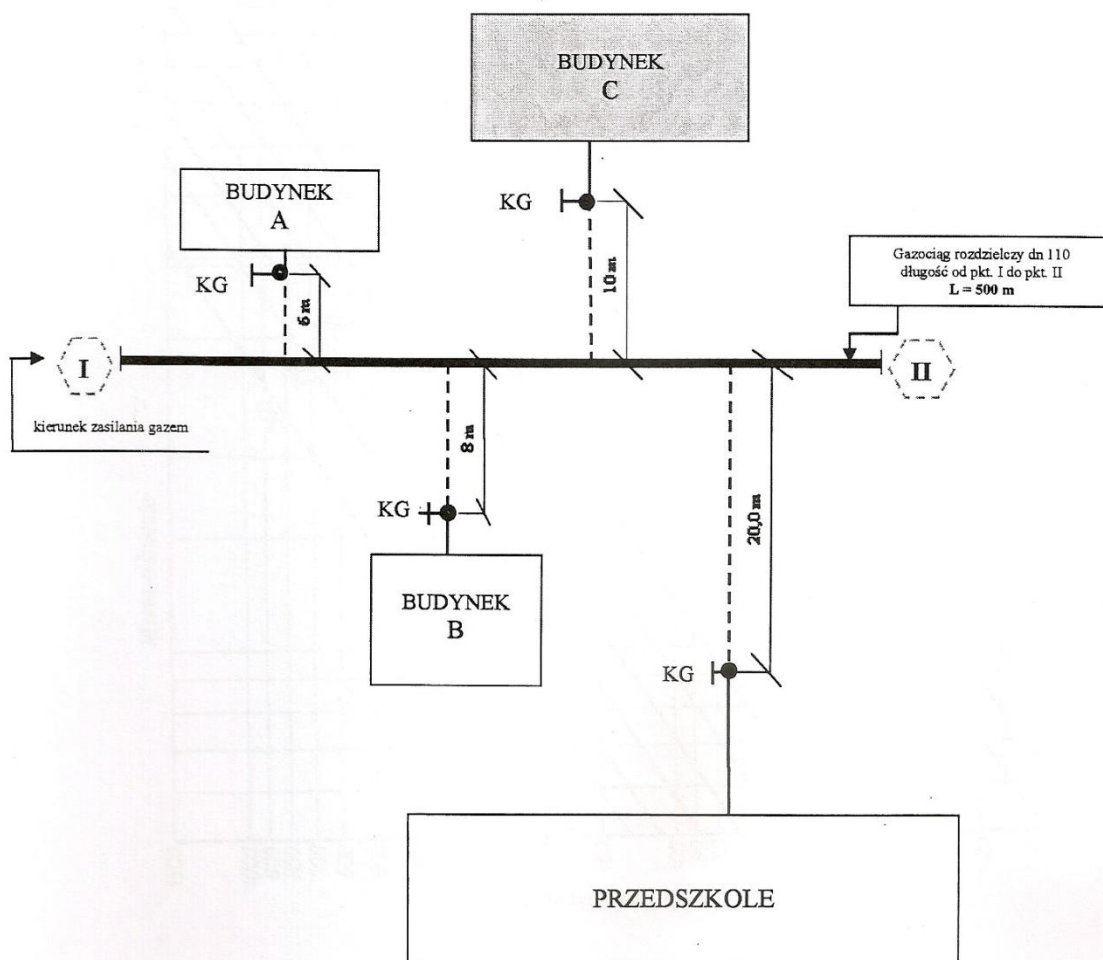 BUDYNEK
C
BUDYNEK
A
KG
KG
6 m
10 m
Gazociąg rozdzielczy dn 110
długość od pkt. I do pkt. II
L = 500 m
I
II
kierunek zasilania gazem
8 m
20,0 m
KG
BUDYNEK
B
KG
PRZEDSZKOLE